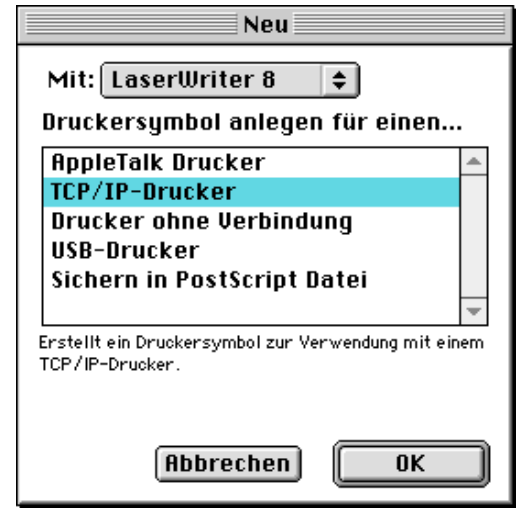 Neu
Mit: LaserWriter 8
Druckersymbol anlegen für einen...
AppleTalk Drucker
TCP/IP-Drucker
Drucker ohne Verbindung
USB-Drucker
Sichern in PostScript Datei
Erstellt ein Druckersymbol zur Verwendung mit einem
TCP/IP-Drucker.
Abbrechen OK